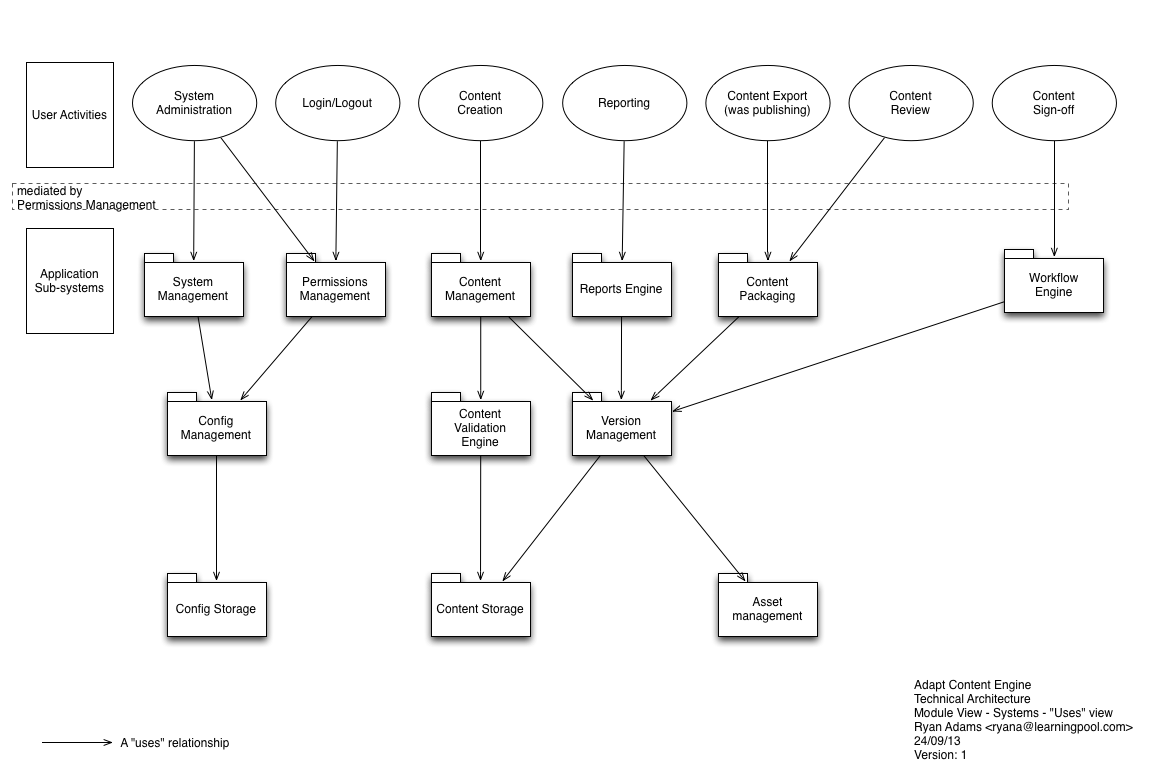 User Activities
System
Administration
Login/Logout
Content
Creation
Reporting
Content Export
(was publishing)
Content
Review
Content
Sign-off
mediated by
Permissions Management
Application
Sub-systems
System
Management
Permissions
Management
Content
Management
Reports Engine
Content
Packaging
Workflow
Engine
Config
Management
Content
Validation
Engine
Version
Management
Config Storage
Content Storage
Asset
management
A "uses" relationship
Adapt Content Engine
Technical Architecture
Module View - Systems - "Uses" view
Ryan Adams <ryana@learningpool.com>
24/09/13
Version: 1